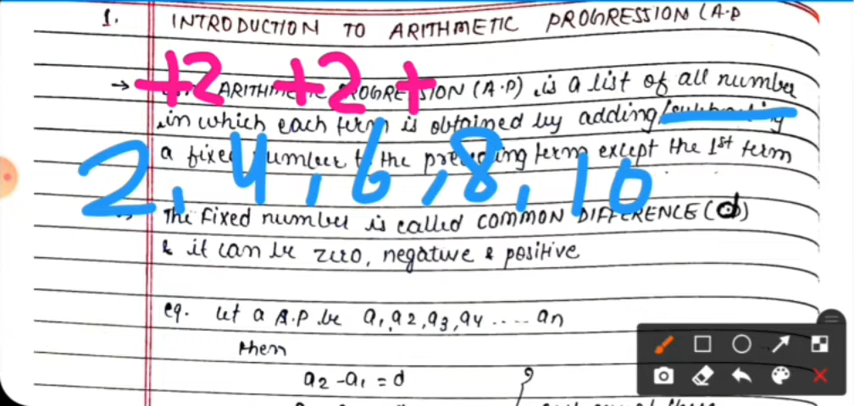 1. INTRODUCTION TO ARITHMETIC PROGRESSION (A.P
+2 +2 +
→ ARITHMETIC PROGRESSION (A.P) is a list of all number
in which each term is obtained by adding /subtracting
2, 4, 6, 8, 10
a fixed number to the preceding term except the 1st term
The fixed number is called COMMON DIFFERENCE (d)
& it can be zero, negative & positive
eg. let a A.P be a1, a2, a3, a4 .... an
then
a2 - a1 = d